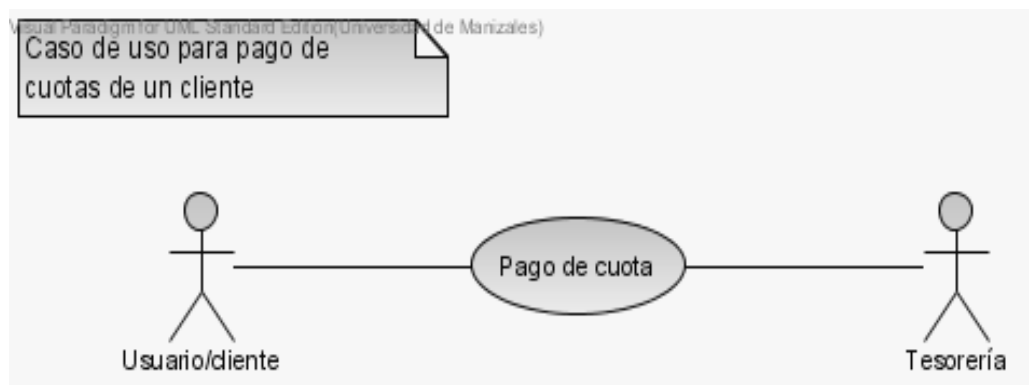 Visual Paradigm for UML Standard Edition(Universidad de Manizales)
Caso de uso para pago de
cuotas de un cliente
Pago de cuota
Usuario/cliente
Tesorería